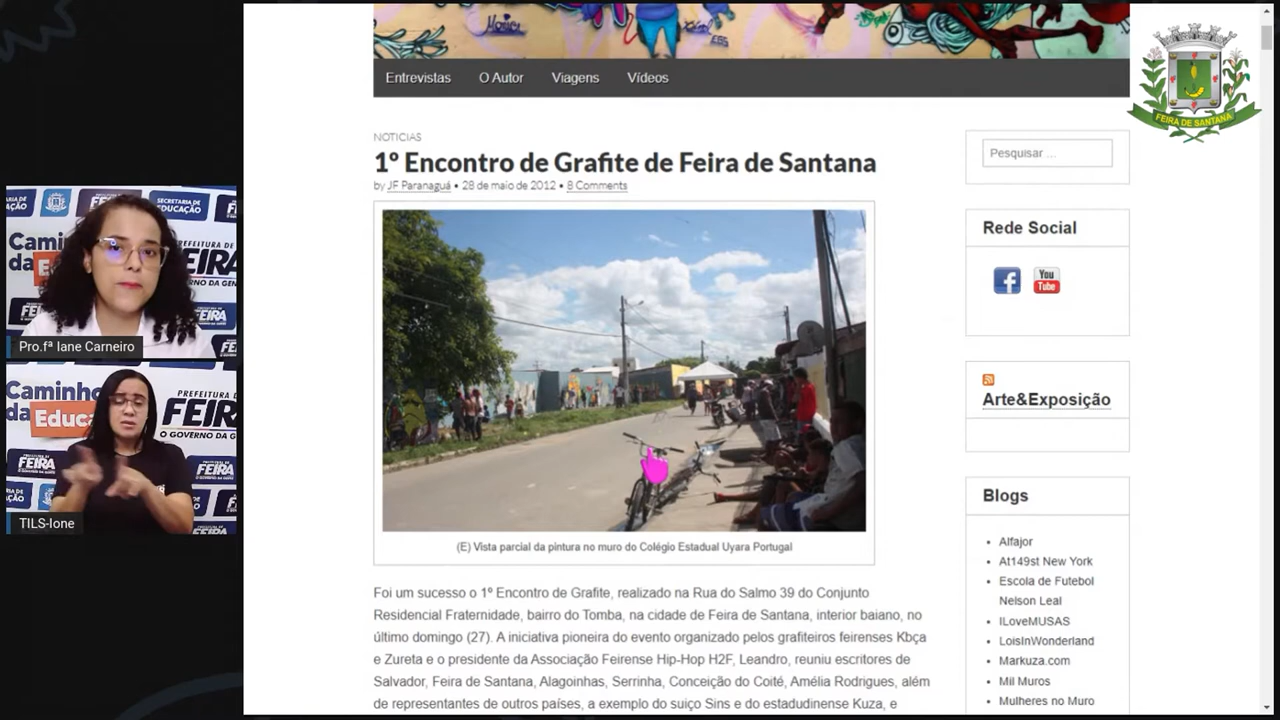 Monica
Entrevistas
O Autor
Viagens
Vídeos
FEIRA DE SANTANA
NOTICIAS
1º Encontro de Grafite de Feira de Santana
by JF Paranaguá • 28 de maio de 2012 • 8 Comments
Pesquisar ...
Rede Social
You
Tube
(E) Vista parcial da pintura no muro do Colégio Estadual Uyara Portugal
Foi um sucesso o 1º Encontro de Grafite, realizado na Rua do Salmo 39 do Conjunto
Residencial Fraternidade, bairro do Tomba, na cidade de Feira de Santana, interior baiano, no
último domingo (27). A iniciativa pioneira do evento organizado pelos grafiteiros feirenses Kbça
e Zureta e o presidente da Associação Feirense Hip-Hop H2F, Leandro, reuniu escritores de
Salvador, Feira de Santana, Alagoinhas, Serrinha, Conceição do Coité, Amélia Rodrigues, além
de representantes de outros países, a exemplo do suiço Sins e do estadudinense Kuza, e
Arte&Exposição
Blogs
Alfajor
At149st New York
Escola de Futebol
Nelson Leal
ILoveMUSAS
LoisInWonderland
Markuza.com
Mil Muros
Mulheres no Muro
SECRETARIA DE
EDUCAÇÃO
PREFEITURA DE
Pro.fª Iane Carneiro
Caminho
da Educa
PREFEITURA DE
FEIRA
O GOVERNO DA
TILS-Ione